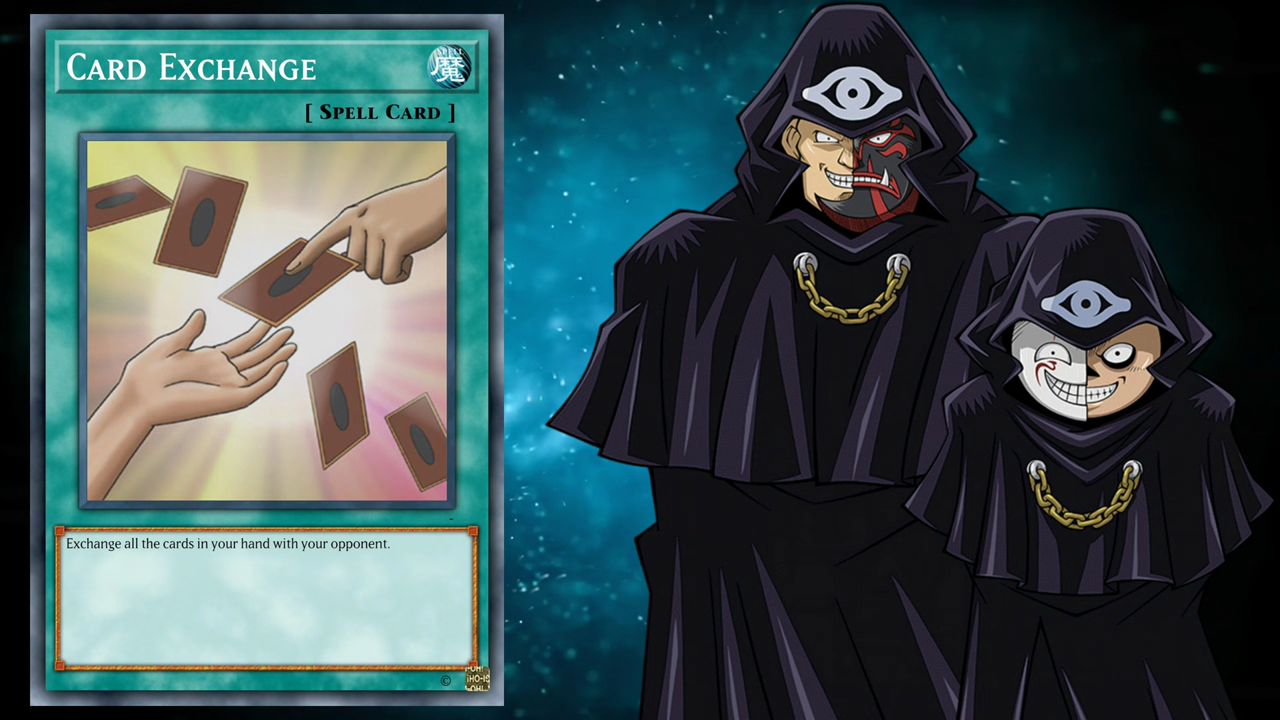 Card Exchange
魔
[ Spell Card ]
-
Exchange all the cards in your hand with your opponent.
©